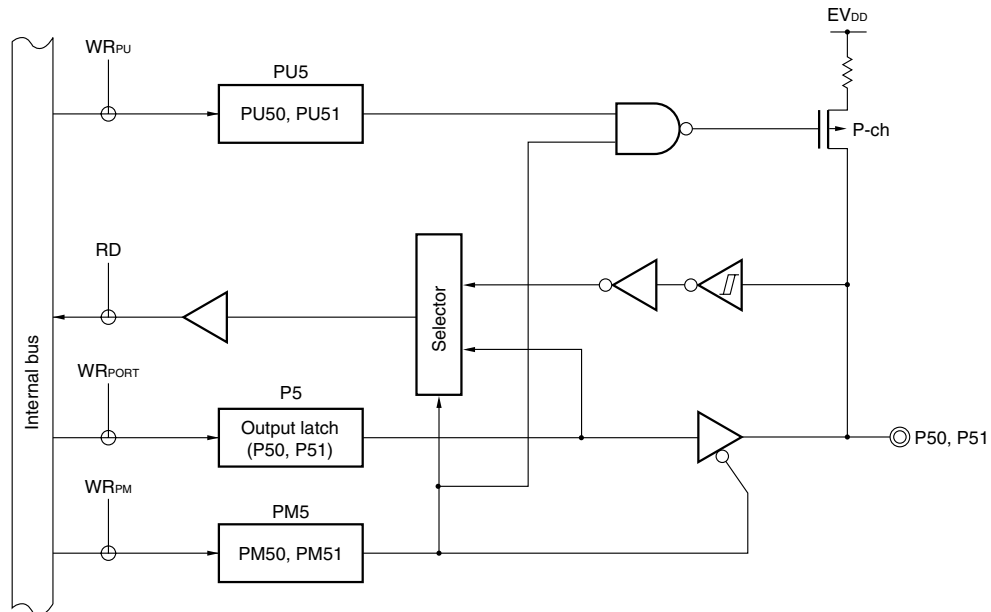 EVDD
WRPU
PU5
PU50, PU51
P-ch
RD
Selector
Internal bus
WRPORT
P5
Output latch
(P50, P51)
P50, P51
WRPM
PM5
PM50, PM51